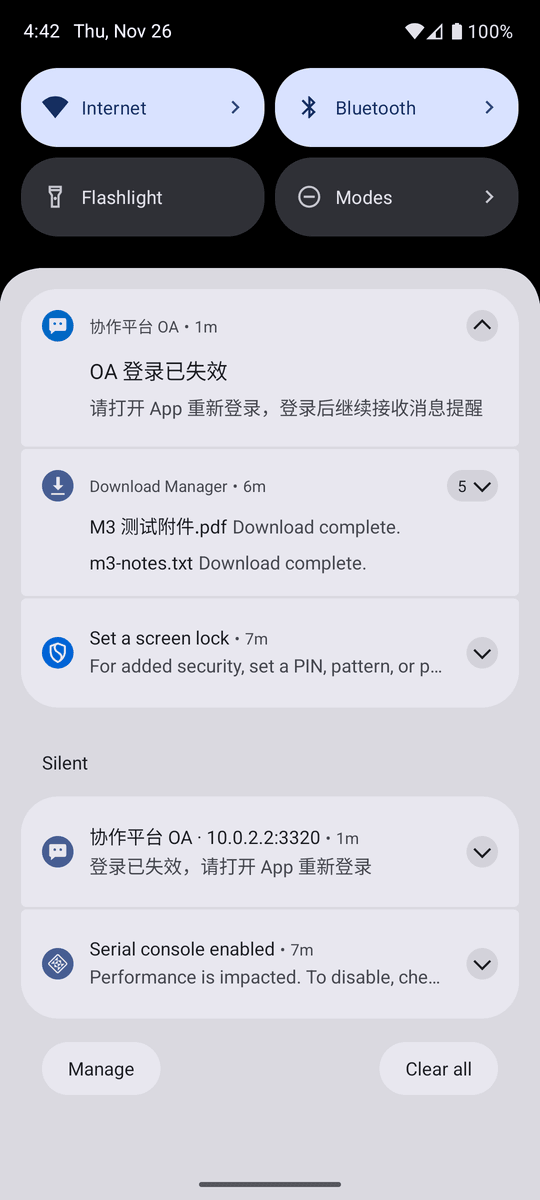 4:42 Thu, Nov 26 100%
Internet
Bluetooth
Flashlight
Modes
协作平台 OA • 1m
OA 登录已失效
请打开 App 重新登录，登录后继续接收消息提醒
Download Manager • 6m 5
M3 测试附件.pdf Download complete.
m3-notes.txt Download complete.
Set a screen lock • 7m
For added security, set a PIN, pattern, or p…
Silent
协作平台 OA · 10.0.2.2:3320 • 1m
登录已失效，请打开 App 重新登录
Serial console enabled • 7m
Performance is impacted. To disable, che…
Manage
Clear all